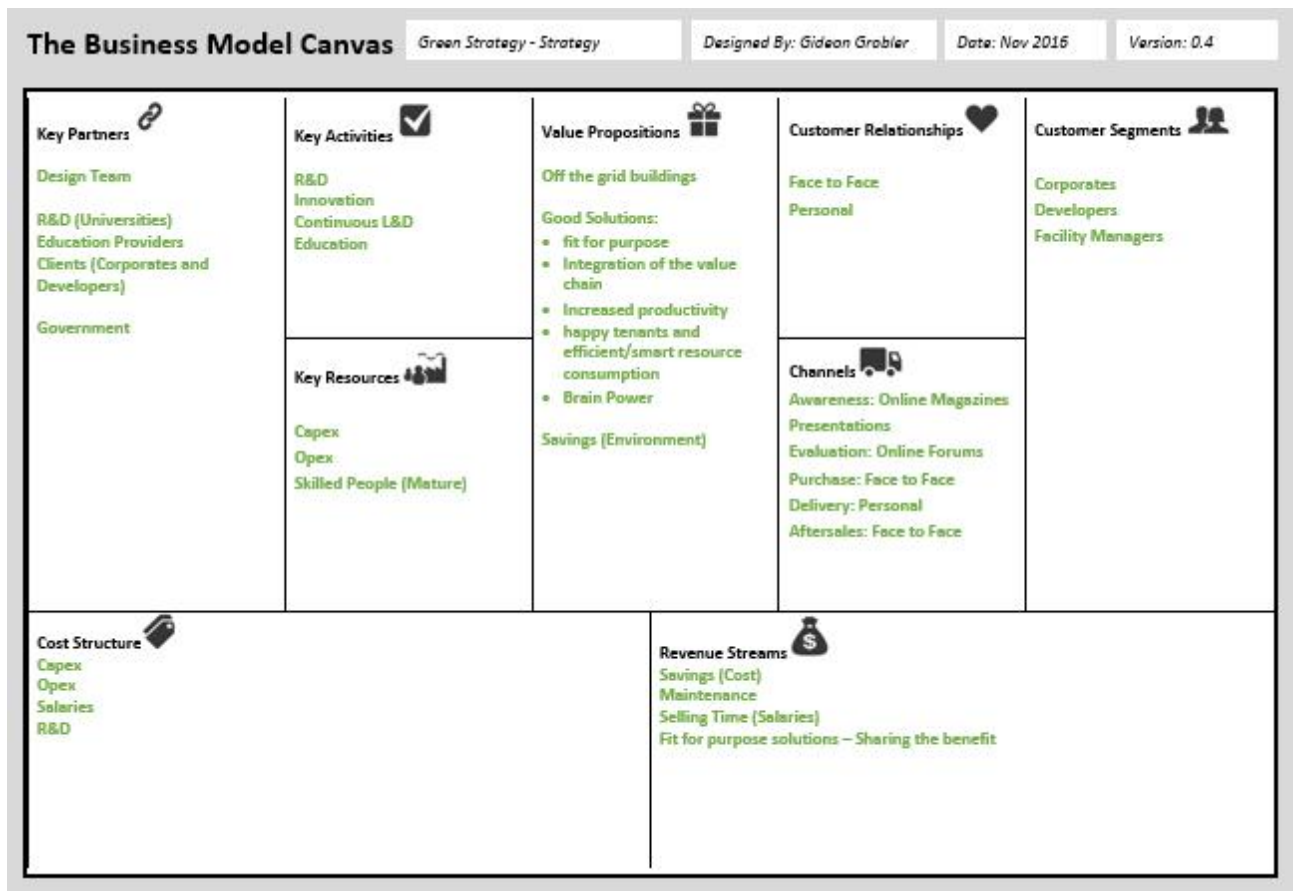 The Business Model Canvas
Green Strategy - Strategy
Designed By: Gideon Grobler
Date: Nov 2016
Version: 0.4
Key Partners
Design Team
R&D (Universities)
Education Providers
Clients (Corporates and
Developers)
Government
Key Activities
R&D
Innovation
Continuous L&D
Education
Key Resources
Capex
Opex
Skilled People (Mature)
Value Propositions
Off the grid buildings
Good Solutions:
• fit for purpose
• Integration of the value
chain
• Increased productivity
• happy tenants and
efficient/smart resource
consumption
• Brain Power
Savings (Environment)
Customer Relationships
Face to Face
Personal
Channels
Awareness: Online Magazines
Presentations
Evaluation: Online Forums
Purchase: Face to Face
Delivery: Personal
Aftersales: Face to Face
Customer Segments
Corporates
Developers
Facility Managers
Cost Structure
Capex
Opex
Salaries
R&D
Revenue Streams
$
Savings (Cost)
Maintenance
Selling Time (Salaries)
Fit for purpose solutions – Sharing the benefit